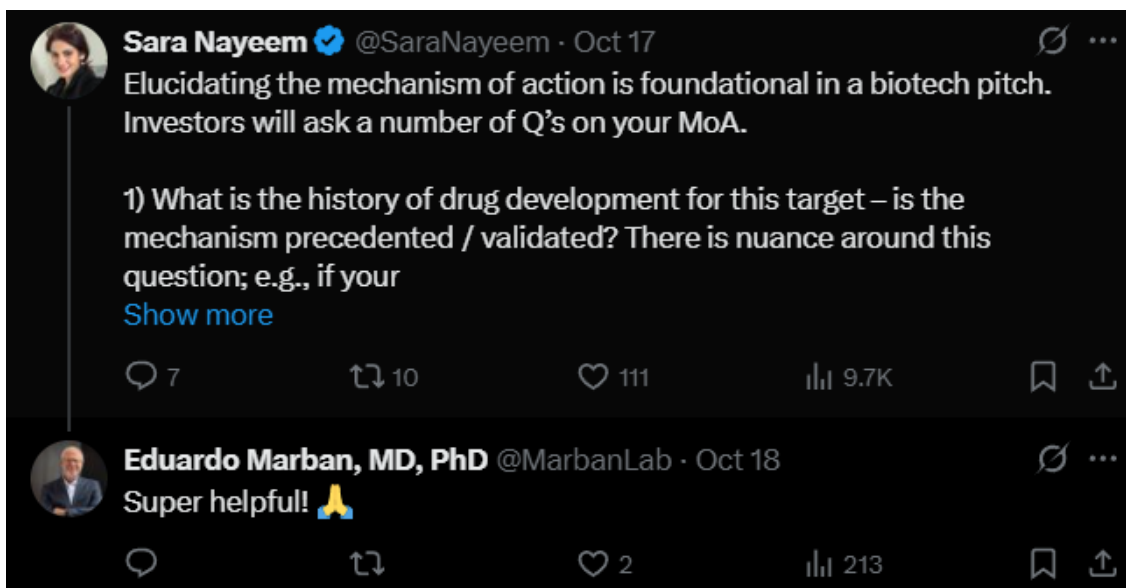 Sara Nayeem @SaraNayeem · Oct 17
Elucidating the mechanism of action is foundational in a biotech pitch.
Investors will ask a number of Q’s on your MoA.
1) What is the history of drug development for this target – is the
mechanism precedented / validated? There is nuance around this
question; e.g., if your
Show more
7 10 111 9.7K
Eduardo Marban, MD, PhD @MarbanLab · Oct 18
Super helpful! 🙏
2 213